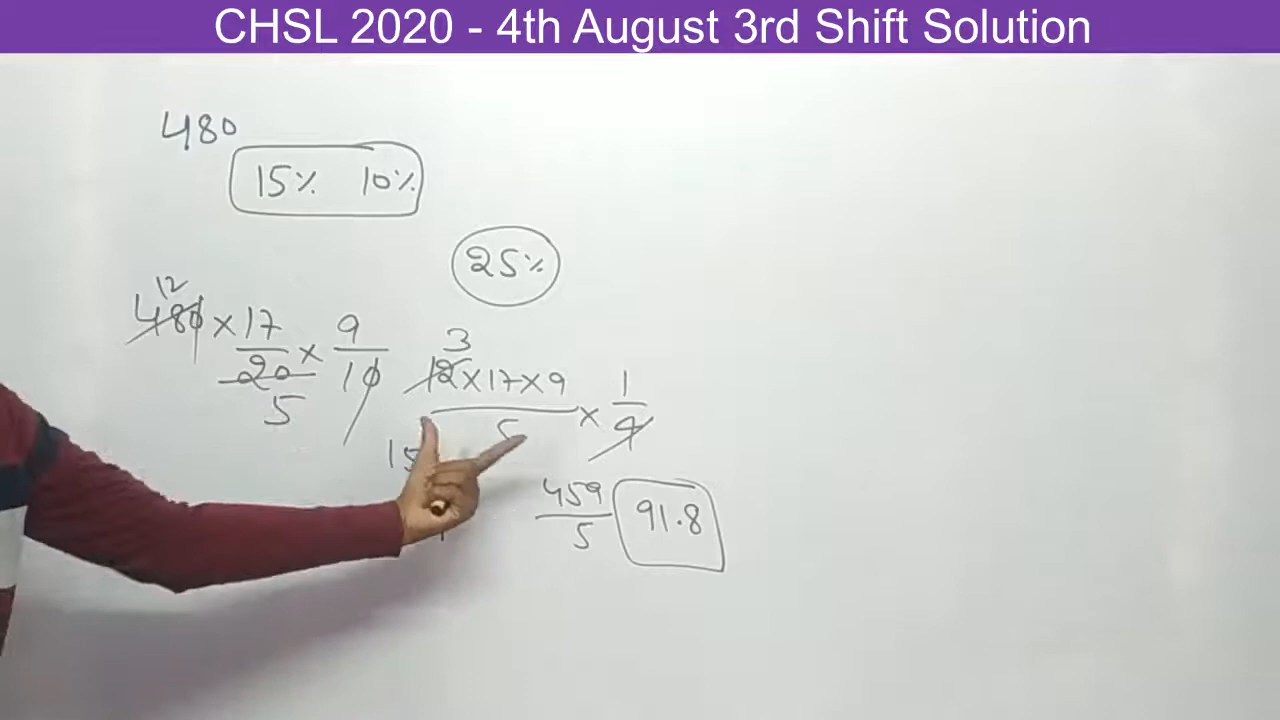 CHSL 2020 - 4th August 3rd Shift Solution
480
15% 10%
25%
12
480 × 17/20 × 9/10
5
3
12×17×9/5 × 1/4
15
459/5 91.8